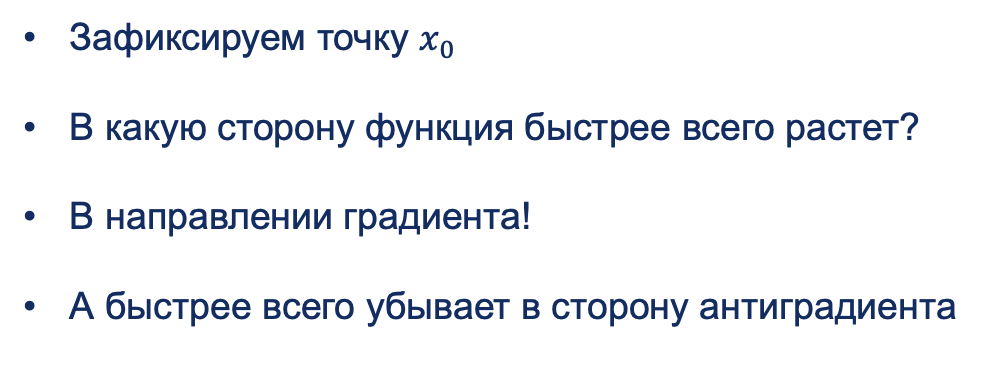 • Зафиксируем точку x₀
• В какую сторону функция быстрее всего растет?
• В направлении градиента!
• А быстрее всего убывает в сторону антиградиента